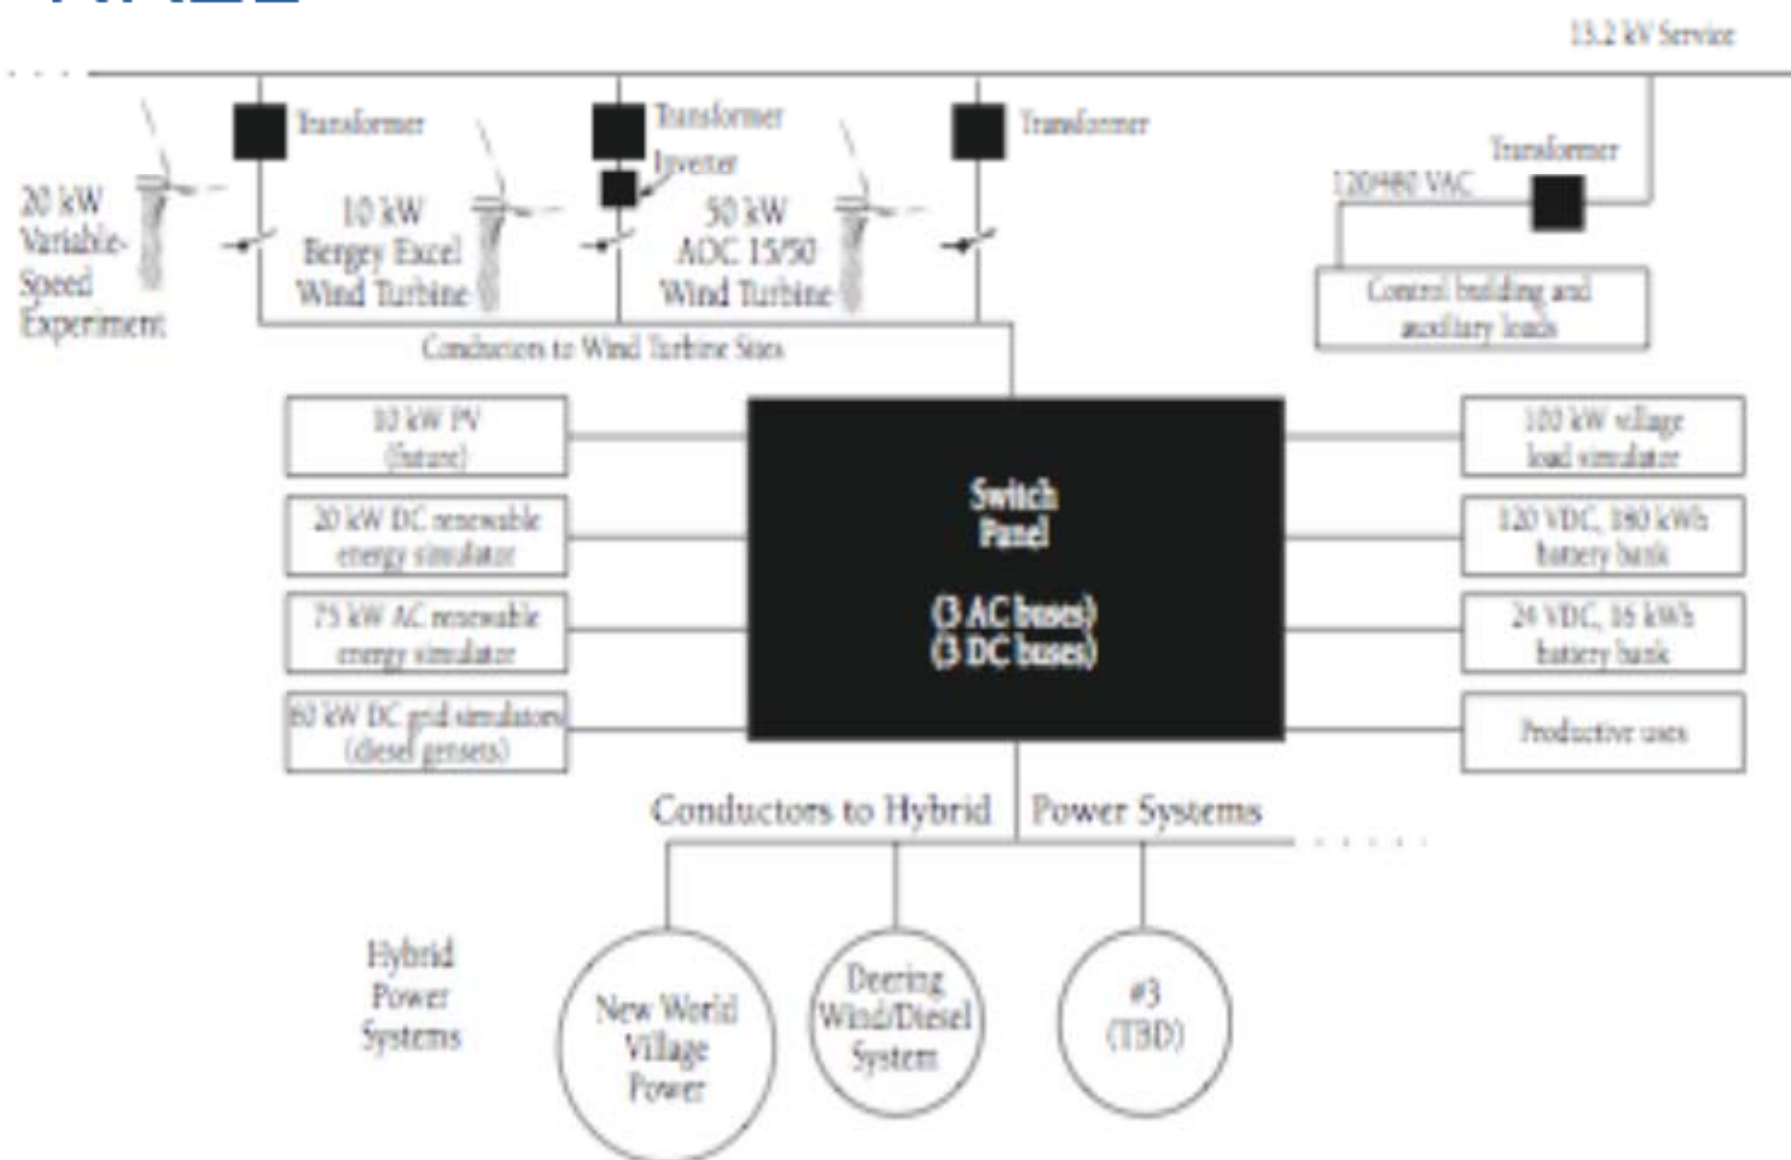 13.2 kV Service
Transformer
Transformer
Inverter
Transformer
Transformer
120/480 VAC
20 kW
Variable-
Speed
Experiment
10 kW
Bergey Excel
Wind Turbine
50 kW
AOC 15/50
Wind Turbine
Control building and
auxiliary loads
Conductors to Wind Turbine Sites
10 kW PV
(future)
20 kW DC renewable
energy simulator
75 kW AC renewable
energy simulator
60 kW DC grid simulators
(diesel gensets)
Switch
Panel
(3 AC buses)
(3 DC buses)
100 kW village
load simulator
120 VDC, 180 kWh
battery bank
24 VDC, 16 kWh
battery bank
Productive uses
Conductors to Hybrid Power Systems
Hybrid
Power
Systems
New World
Village
Power
Deering
Wind/Diesel
System
#3
(TBD)